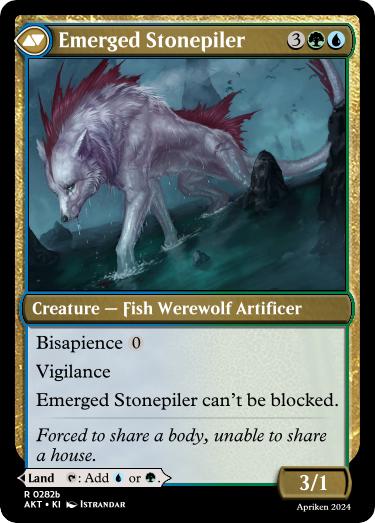 Emerged Stonepiler 3
Creature — Fish Werewolf Artificer
Bisapience 0
Vigilance
Emerged Stonepiler can't be blocked.
Forced to share a body, unable to share
a house.
Land : Add or .
3/1
R 0282b
AKT • KI Istrandar
Apriken 2024